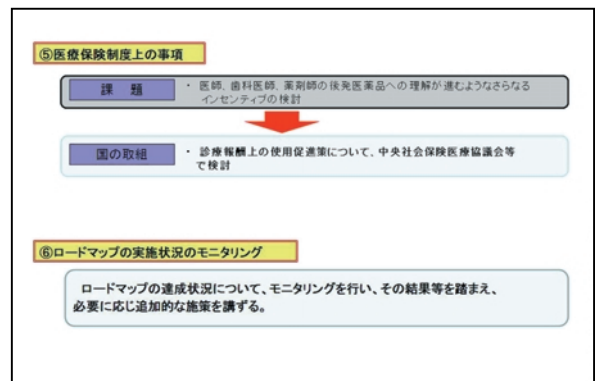 ⑤医療保険制度上の事項
課 題
・ 医師、歯科医師、薬剤師の後発医薬品への理解が進むようなさらなる
インセンティブの検討
国の取組
・ 診療報酬上の使用促進策について、中央社会保険医療協議会等
で検討
⑥ロードマップの実施状況のモニタリング
ロードマップの達成状況について、モニタリングを行い、その結果等を踏まえ、
必要に応じ追加的な施策を講ずる。